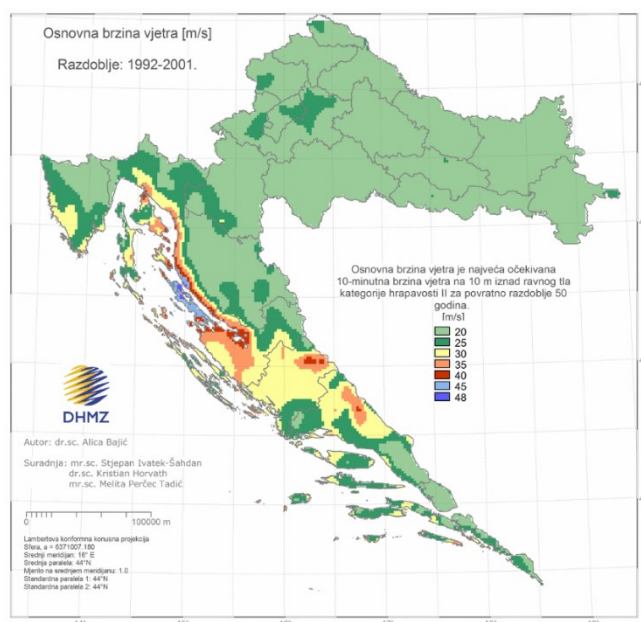 Osnovna brzina vjetra [m/s]
Razdoblje: 1992-2001.
Osnovna brzina vjetra je najveća očekivana
10-minutna brzina vjetra na 10 m iznad ravnog tla
kategorije hrapavosti II za povratno razdoblje 50
godina.
[m/s]
20
25
30
35
40
45
48
DHMZ
Autor: dr.sc. Alica Bajić
Suradnja: mr.sc. Stjepan Ivatek-Šahdan
dr.sc. Kristian Horvath
mr.sc. Melita Perčec Tadić
0 100000 m
Lambertova konformna konusna projekcija
Sfera, a = 6371007.180
Srednji meridijan: 16° E
Srednja paralela: 44°N
Mjerilo na srednjem meridijanu: 1.0
Standardna paralela 1: 44°N
Standardna paralela 2: 44°N